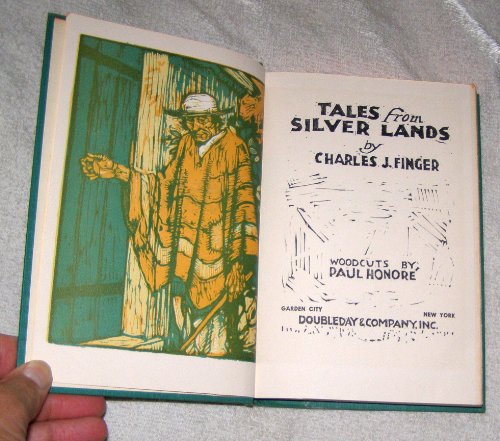 TALES from
SILVER LANDS
by
CHARLES J. FINGER
WOODCUTS BY
PAUL HONORÉ
GARDEN CITY NEW YORK
DOUBLEDAY & COMPANY, INC.